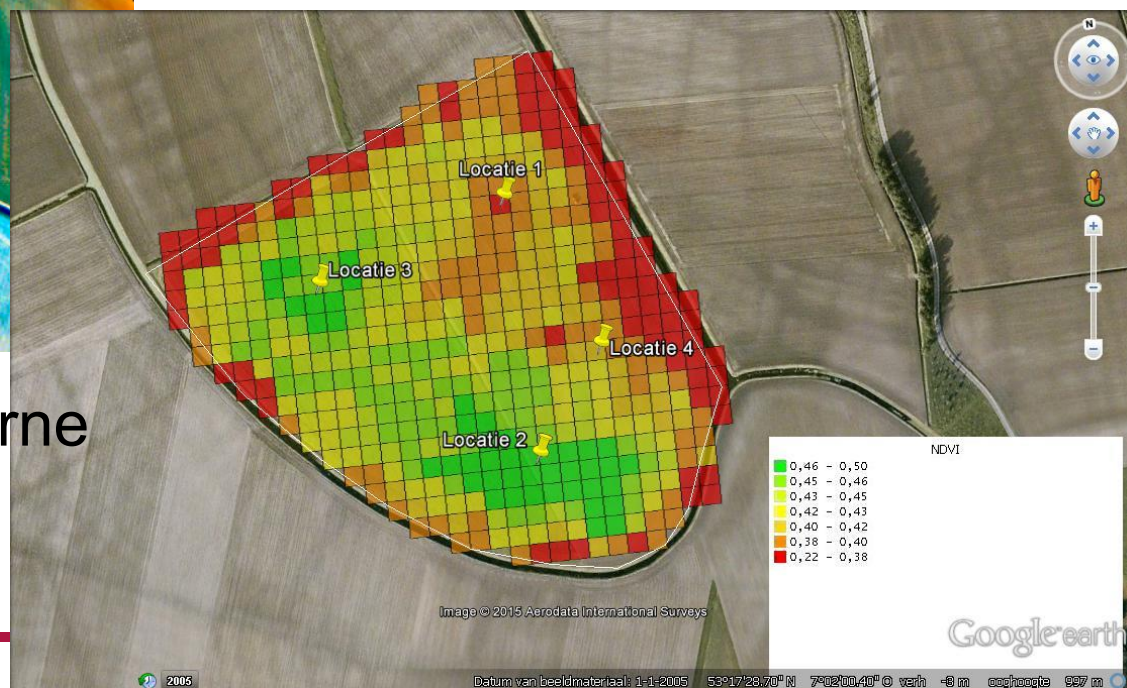 N
Locatie 1
Locatie 3
Locatie 4
Locatie 2
rne
NDVI
0,46 - 0,50
0,45 - 0,46
0,43 - 0,45
0,42 - 0,43
0,40 - 0,42
0,38 - 0,40
0,22 - 0,38
Image © 2015 Aerodata International Surveys
Google earth
2005
Datum van beeldmateriaal: 1-1-2005 53°17'28.70" N 7°02'00.40" O verh -8 m ooghoogte 997 m